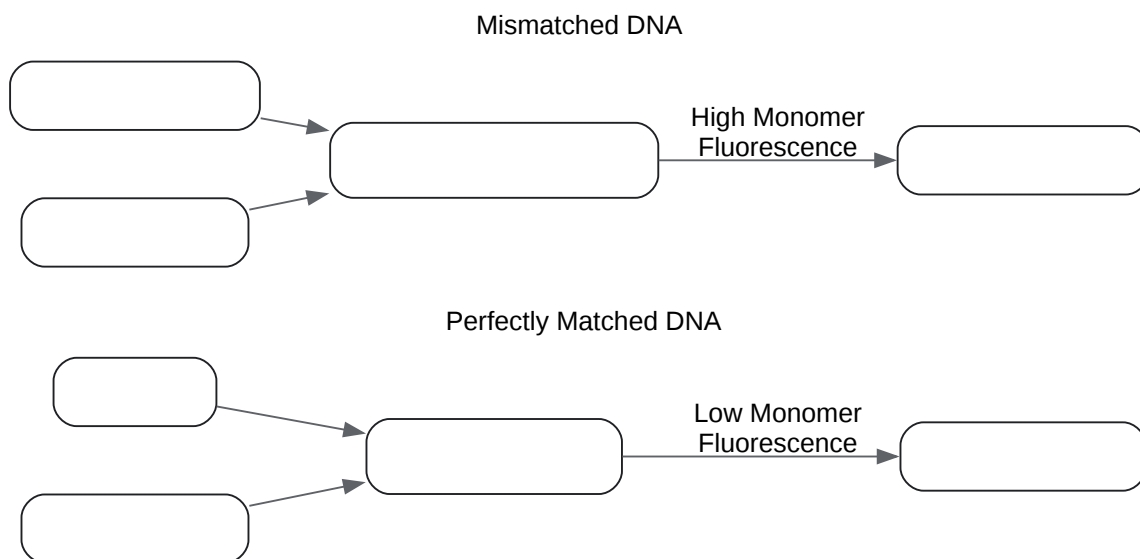 Mismatched DNA
High Monomer
Fluorescence
Perfectly Matched DNA
Low Monomer
Fluorescence